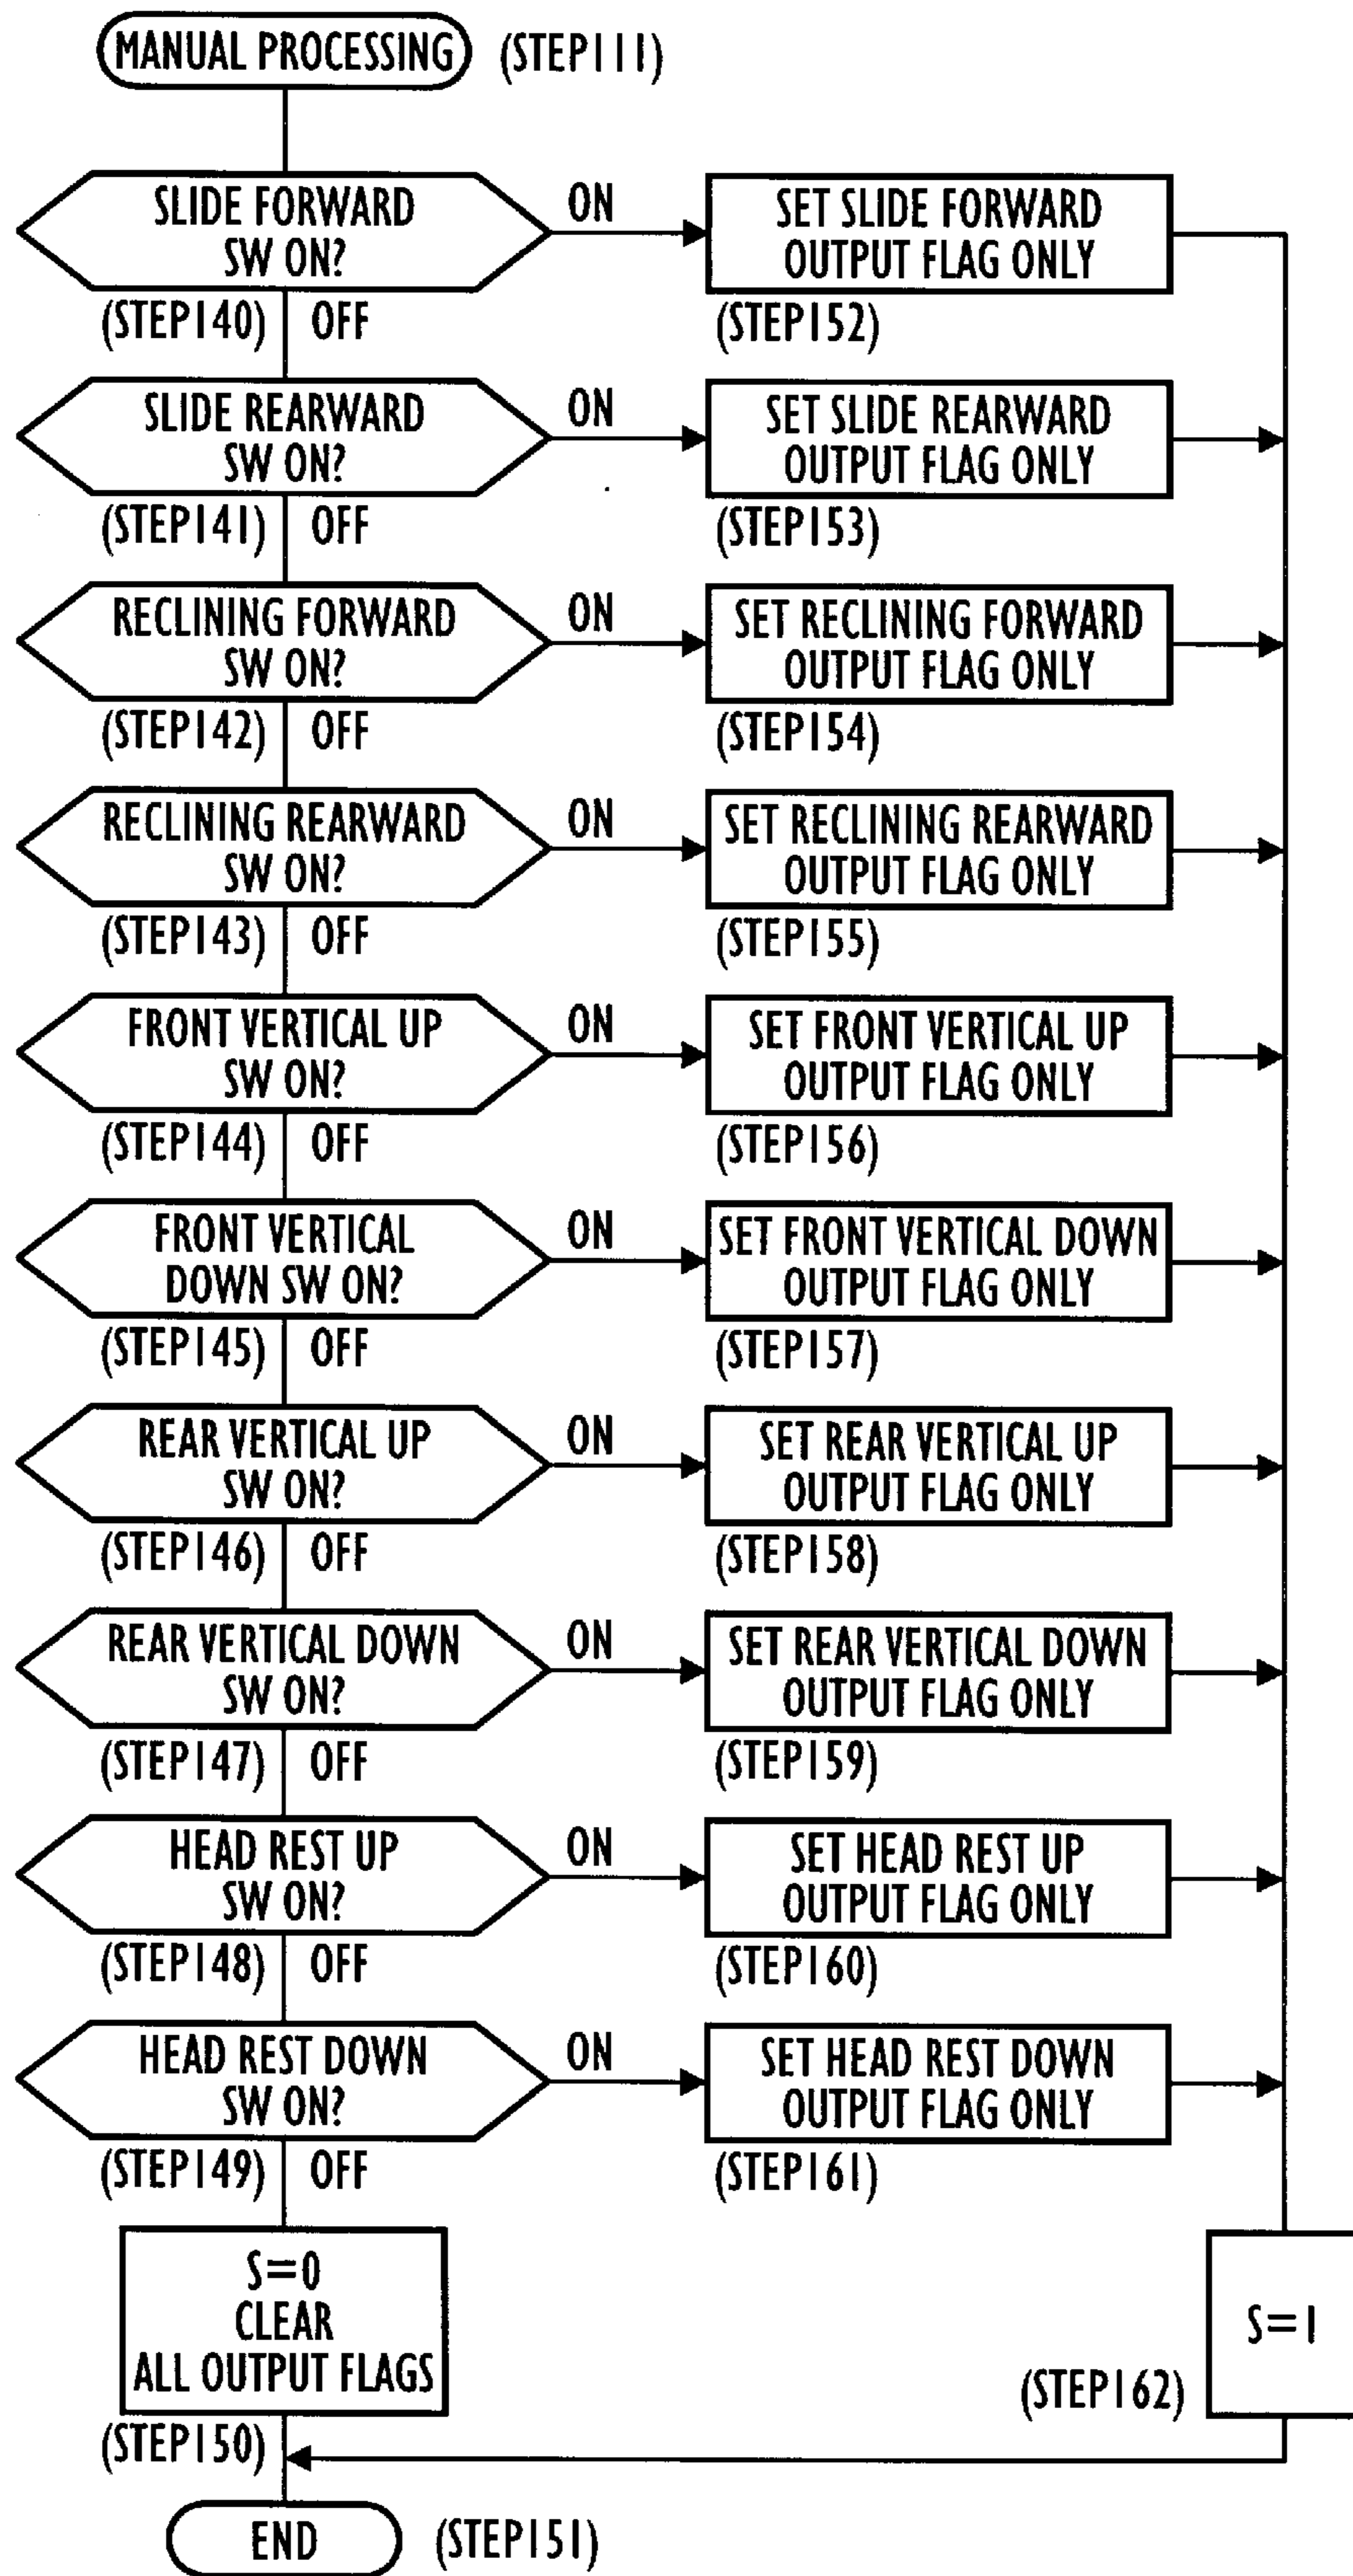 MANUAL PROCESSING (STEP111)
SLIDE FORWARD
SW ON?
ON
SET SLIDE FORWARD
OUTPUT FLAG ONLY
(STEP140) OFF
(STEP152)
SLIDE REARWARD
SW ON?
ON
SET SLIDE REARWARD
OUTPUT FLAG ONLY
(STEP141) OFF
(STEP153)
RECLINING FORWARD
SW ON?
ON
SET RECLINING FORWARD
OUTPUT FLAG ONLY
(STEP142) OFF
(STEP154)
RECLINING REARWARD
SW ON?
ON
SET RECLINING REARWARD
OUTPUT FLAG ONLY
(STEP143) OFF
(STEP155)
FRONT VERTICAL UP
SW ON?
ON
SET FRONT VERTICAL UP
OUTPUT FLAG ONLY
(STEP144) OFF
(STEP156)
FRONT VERTICAL
DOWN SW ON?
ON
SET FRONT VERTICAL DOWN
OUTPUT FLAG ONLY
(STEP145) OFF
(STEP157)
REAR VERTICAL UP
SW ON?
ON
SET REAR VERTICAL UP
OUTPUT FLAG ONLY
(STEP146) OFF
(STEP158)
REAR VERTICAL DOWN
SW ON?
ON
SET REAR VERTICAL DOWN
OUTPUT FLAG ONLY
(STEP147) OFF
(STEP159)
HEAD REST UP
SW ON?
ON
SET HEAD REST UP
OUTPUT FLAG ONLY
(STEP148) OFF
(STEP160)
HEAD REST DOWN
SW ON?
ON
SET HEAD REST DOWN
OUTPUT FLAG ONLY
(STEP149) OFF
(STEP161)
S=0
CLEAR
ALL OUTPUT FLAGS
(STEP150)
S=1
(STEP162)
END (STEP151)